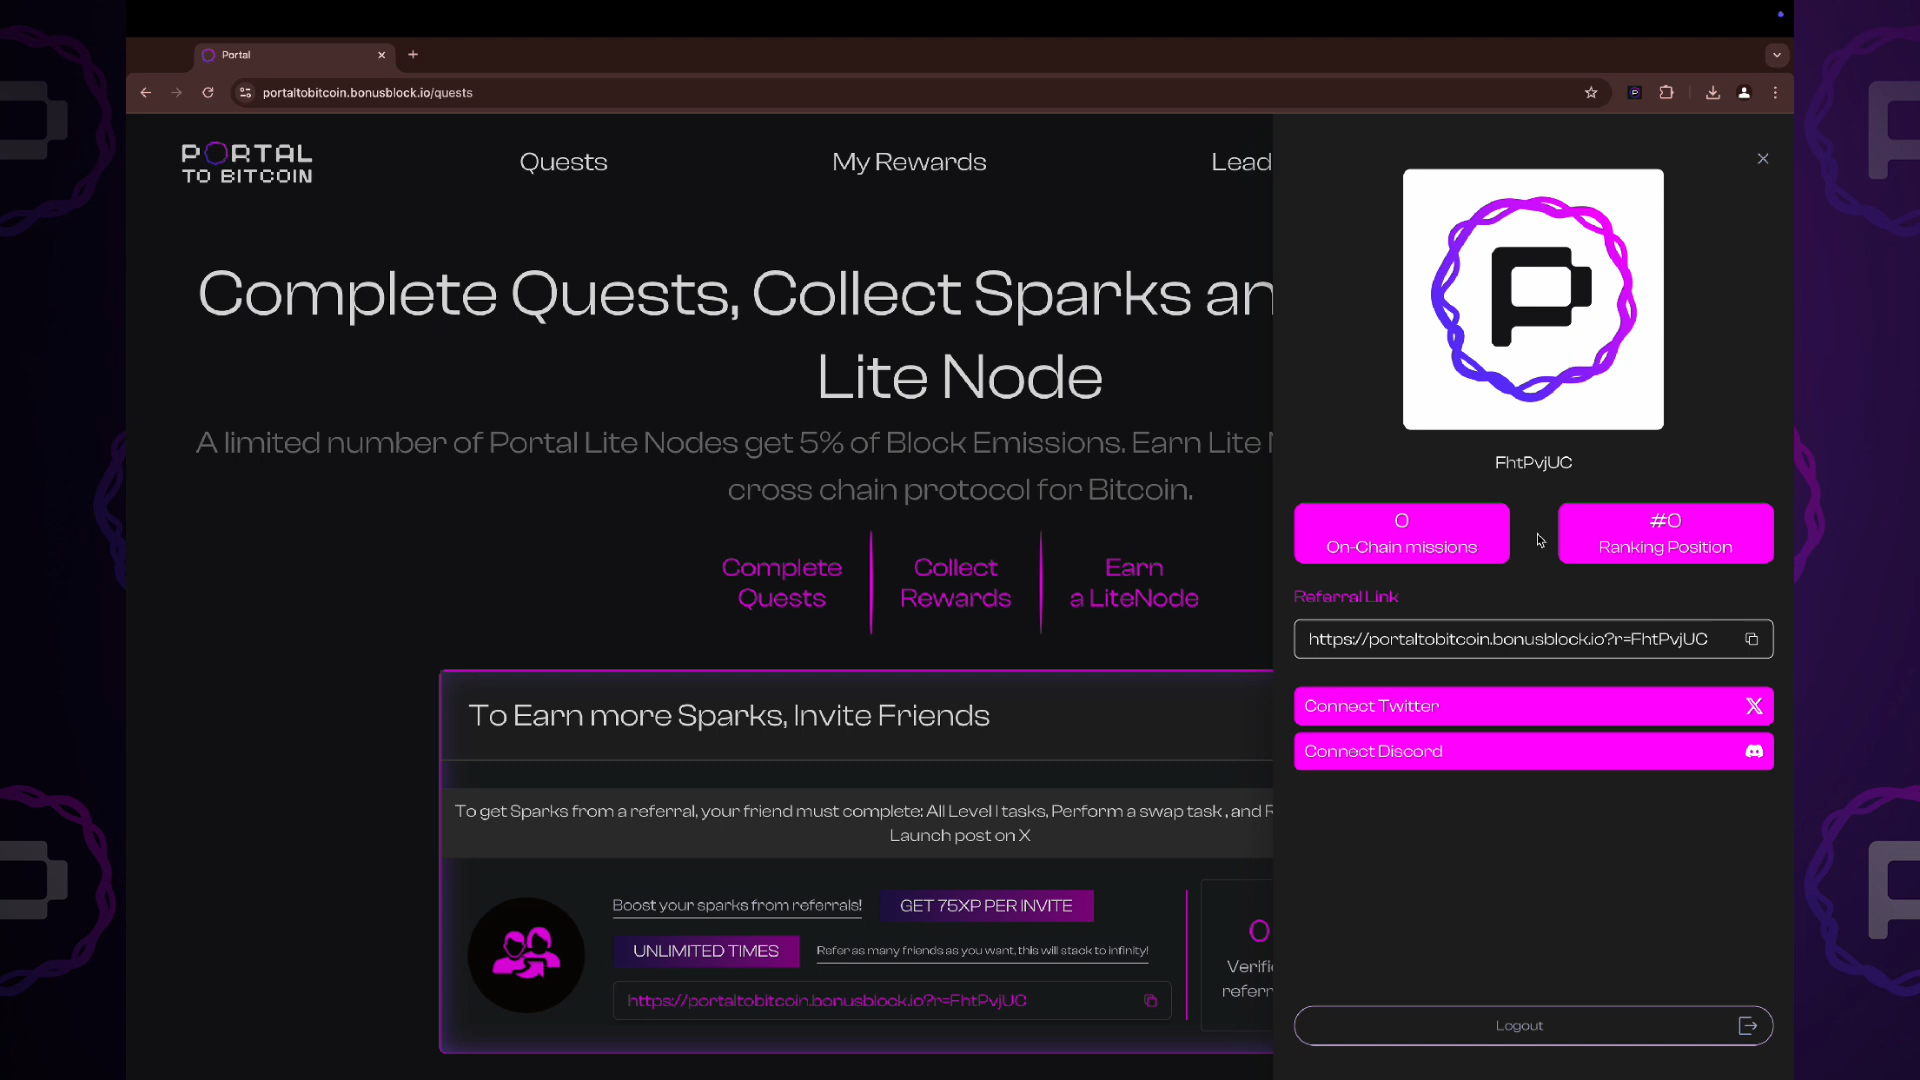 Portal
portaltobitcoin.bonusblock.io/quests
PORTAL
TO BITCOIN
Quests
My Rewards
Lead
Complete Quests, Collect Sparks an
Lite Node
A limited number of Portal Lite Nodes get 5% of Block Emissions. Earn Lite
cross chain protocol for Bitcoin.
Complete
Quests
Collect
Rewards
Earn
a LiteNode
To Earn more Sparks, Invite Friends
To get Sparks from a referral, your friend must complete: All Level 1 tasks, Perform a swap task , and
Launch post on X
Boost your sparks from referrals!
GET 75XP PER INVITE
UNLIMITED TIMES
Refer as many friends as you want, this will stack to infinity!
https://portaltobitcoin.bonusblock.io?r=FhtPvjUC
0
Verifie
referr
P
FhtPvjUC
0
On-Chain missions
#0
Ranking Position
Referral Link
https://portaltobitcoin.bonusblock.io?r=FhtPvjUC
Connect Twitter
Connect Discord
Logout